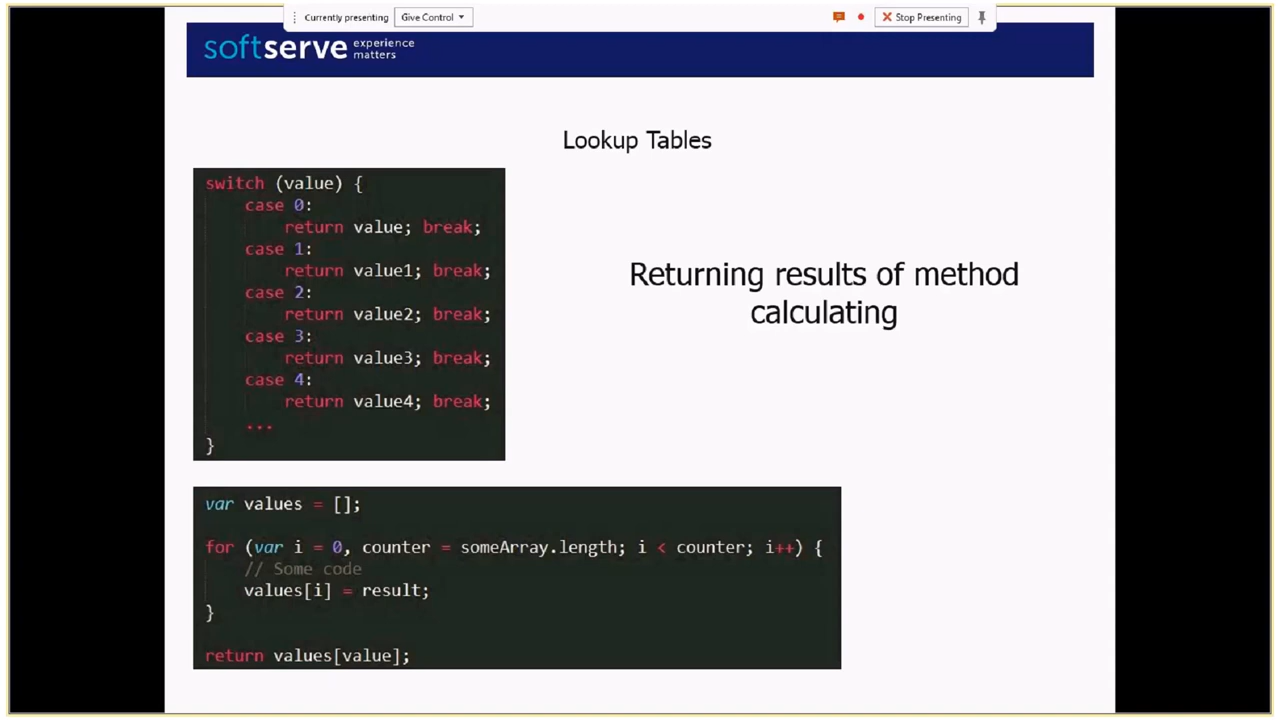 Currently presenting Give Control Stop Presenting
softserve experience matters
Lookup Tables
switch (value) {
case 0:
return value; break;
case 1:
return value1; break;
case 2:
return value2; break;
case 3:
return value3; break;
case 4:
return value4; break;
...
}
Returning results of method
calculating
var values = [];
for (var i = 0, counter = someArray.length; i < counter; i++) {
// Some code
values[i] = result;
}
return values[value];